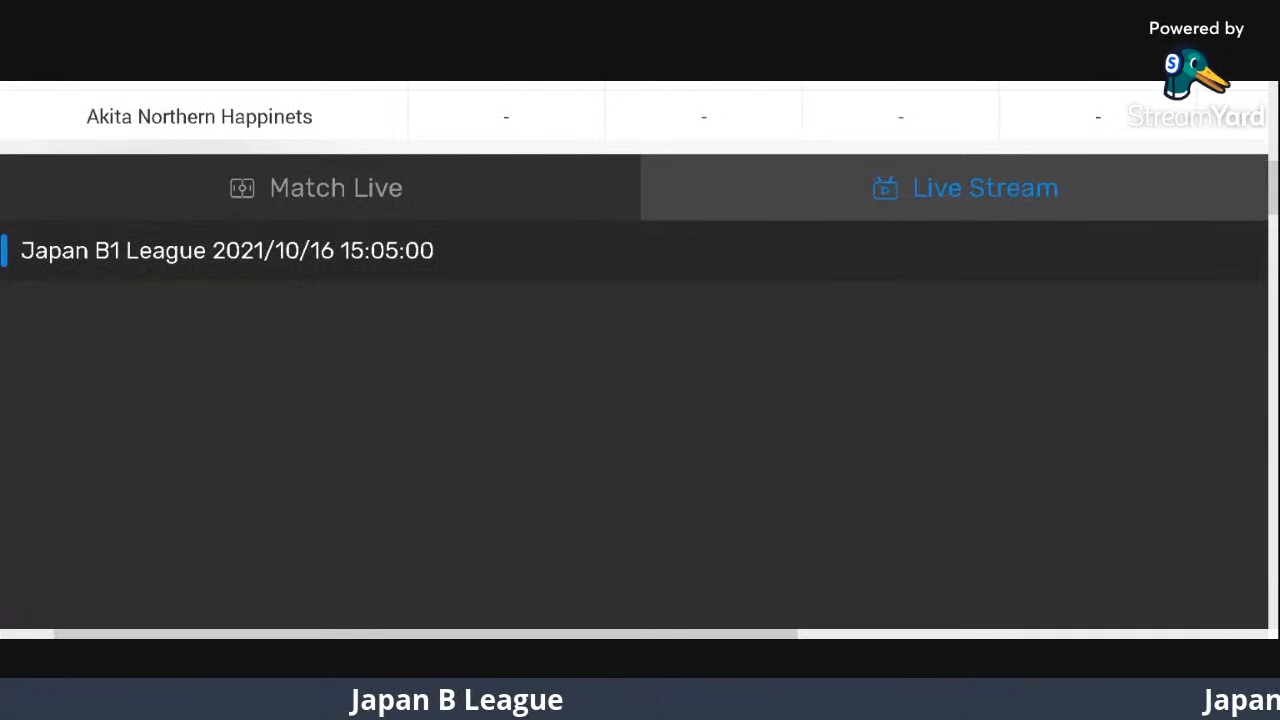 Powered by
StreamYard
Akita Northern Happinets - - - -
Match Live
Live Stream
Japan B1 League 2021/10/16 15:05:00
Japan B League
Japan